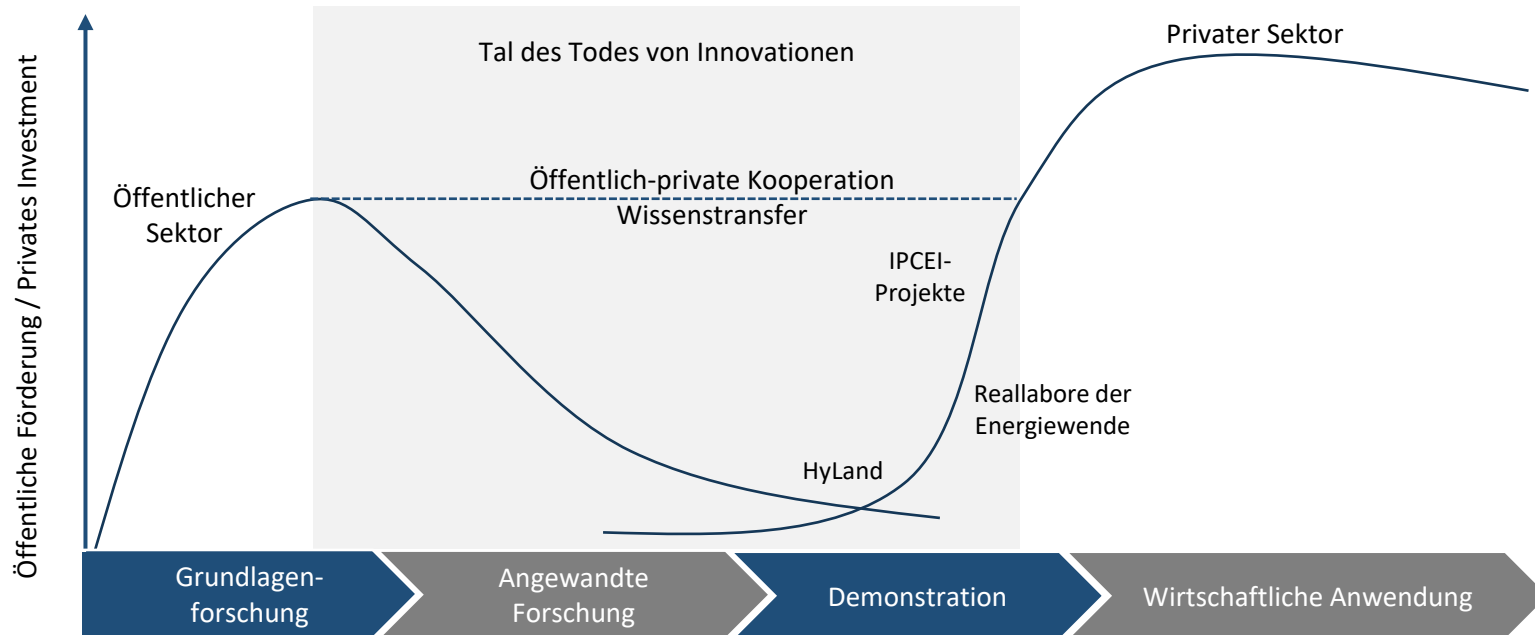 Öffentliche Förderung / Privates Investment
Tal des Todes von Innovationen
Privater Sektor
Öffentlicher
Sektor
Öffentlich-private Kooperation
Wissenstransfer
IPCEI-
Projekte
Reallabore der
Energiewende
HyLand
Grundlagen-
forschung
Angewandte
Forschung
Demonstration
Wirtschaftliche Anwendung